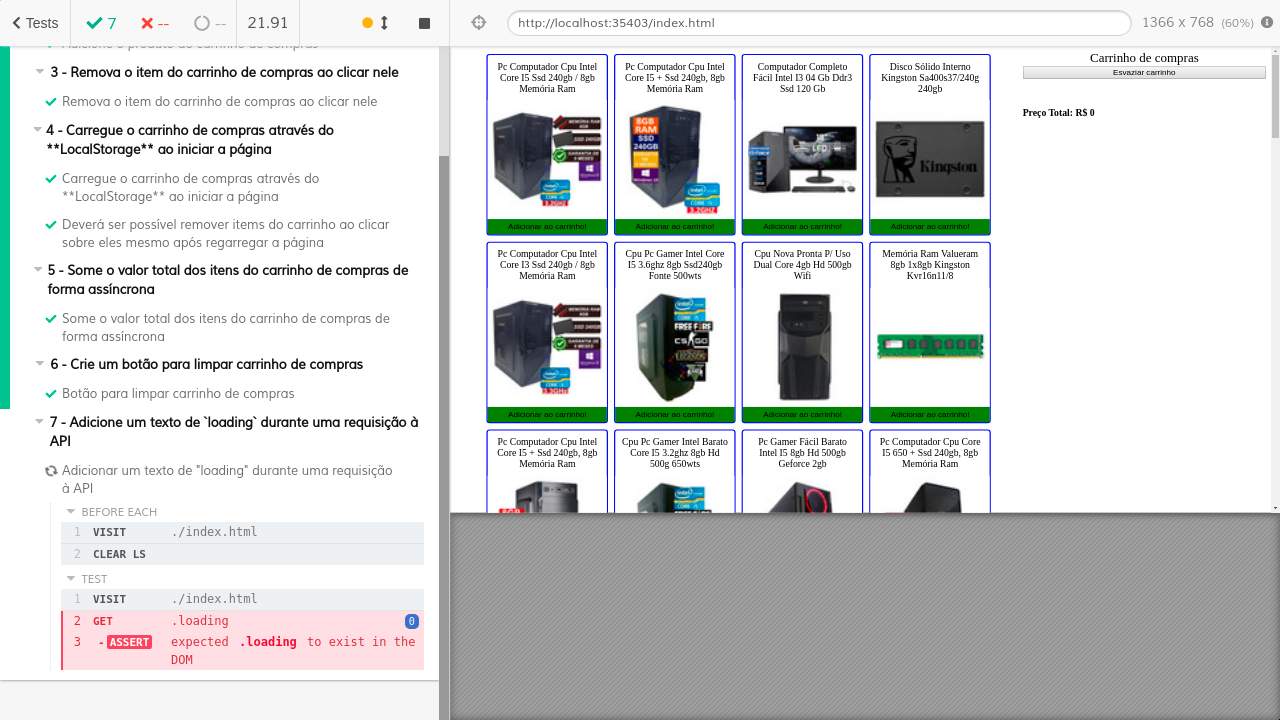 Tests
7
--
--
21.91
http://localhost:35403/index.html
1366 x 768 (60%)
Adicione o produto ao carrinho de compras
3 - Remova o item do carrinho de compras ao clicar nele
Remova o item do carrinho de compras ao clicar nele
4 - Carregue o carrinho de compras através do
**LocalStorage** ao iniciar a página
Carregue o carrinho de compras através do
**LocalStorage** ao iniciar a página
Deverá ser possível remover items do carrinho ao clicar
sobre eles mesmo após regarregar a página
5 - Some o valor total dos itens do carrinho de compras de
forma assíncrona
Some o valor total dos itens do carrinho de compras de
forma assíncrona
6 - Crie um botão para limpar carrinho de compras
Botão para limpar carrinho de compras
7 - Adicione um texto de `loading` durante uma requisição à
API
Adicionar um texto de "loading" durante uma requisição
à API
BEFORE EACH
1 VISIT ./index.html
2 CLEAR LS
TEST
1 VISIT ./index.html
2 GET .loading 0
3 -ASSERT expected .loading to exist in the
DOM
Pc Computador Cpu Intel
Core I5 Ssd 240gb / 8gb
Memória Ram
Adicionar ao carrinho!
Pc Computador Cpu Intel
Core I5 + Ssd 240gb, 8gb
Memória Ram
8GB
RAM
SSD
240GB
Adicionar ao carrinho!
Computador Completo
Fácil Intel I3 04 Gb Ddr3
Ssd 120 Gb
Adicionar ao carrinho!
Disco Sólido Interno
Kingston Sa400s37/240g
240gb
Kingston
Adicionar ao carrinho!
Pc Computador Cpu Intel
Core I3 Ssd 240gb / 8gb
Memória Ram
Adicionar ao carrinho!
Cpu Pc Gamer Intel Core
I5 3.6ghz 8gb Ssd240gb
Fonte 500wts
FREE FIRE
CS:GO
Adicionar ao carrinho!
Cpu Nova Pronta P/ Uso
Dual Core 4gb Hd 500gb
Wifi
Adicionar ao carrinho!
Memória Ram Valueram
8gb 1x8gb Kingston
Kvr16n11/8
Adicionar ao carrinho!
Pc Computador Cpu Intel
Core I5 + Ssd 240gb, 8gb
Memória Ram
Cpu Pc Gamer Intel Barato
Core I5 3.2ghz 8gb Hd
500g 650wts
Pc Gamer Fácil Barato
Intel I5 8gb Hd 500gb
Geforce 2gb
Pc Computador Cpu Core
I5 650 + Ssd 240gb, 8gb
Memória Ram
Carrinho de compras
Esvaziar carrinho
Preço Total: R$ 0